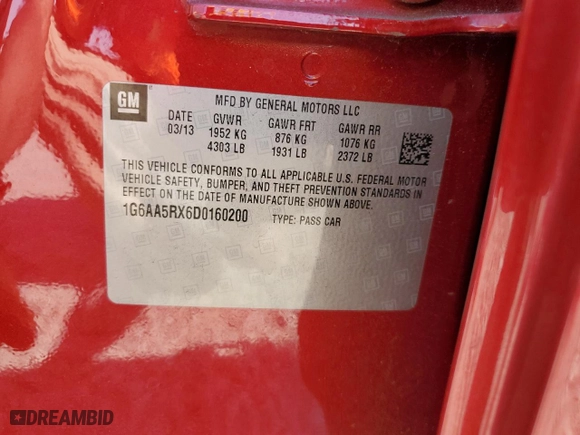 GM
MFD BY GENERAL MOTORS LLC
DATE GVWR GAWR FRT GAWR RR
03/13 1952 KG 876 KG 1076 KG
4303 LB 1931 LB 2372 LB
THIS VEHICLE CONFORMS TO ALL APPLICABLE U.S. FEDERAL MOTOR
VEHICLE SAFETY, BUMPER, AND THEFT PREVENTION STANDARDS IN
EFFECT ON THE DATE OF MANUFACTURE SHOWN ABOVE.
1G6AA5RX6D0160200 TYPE: PASS CAR
DREAMBID